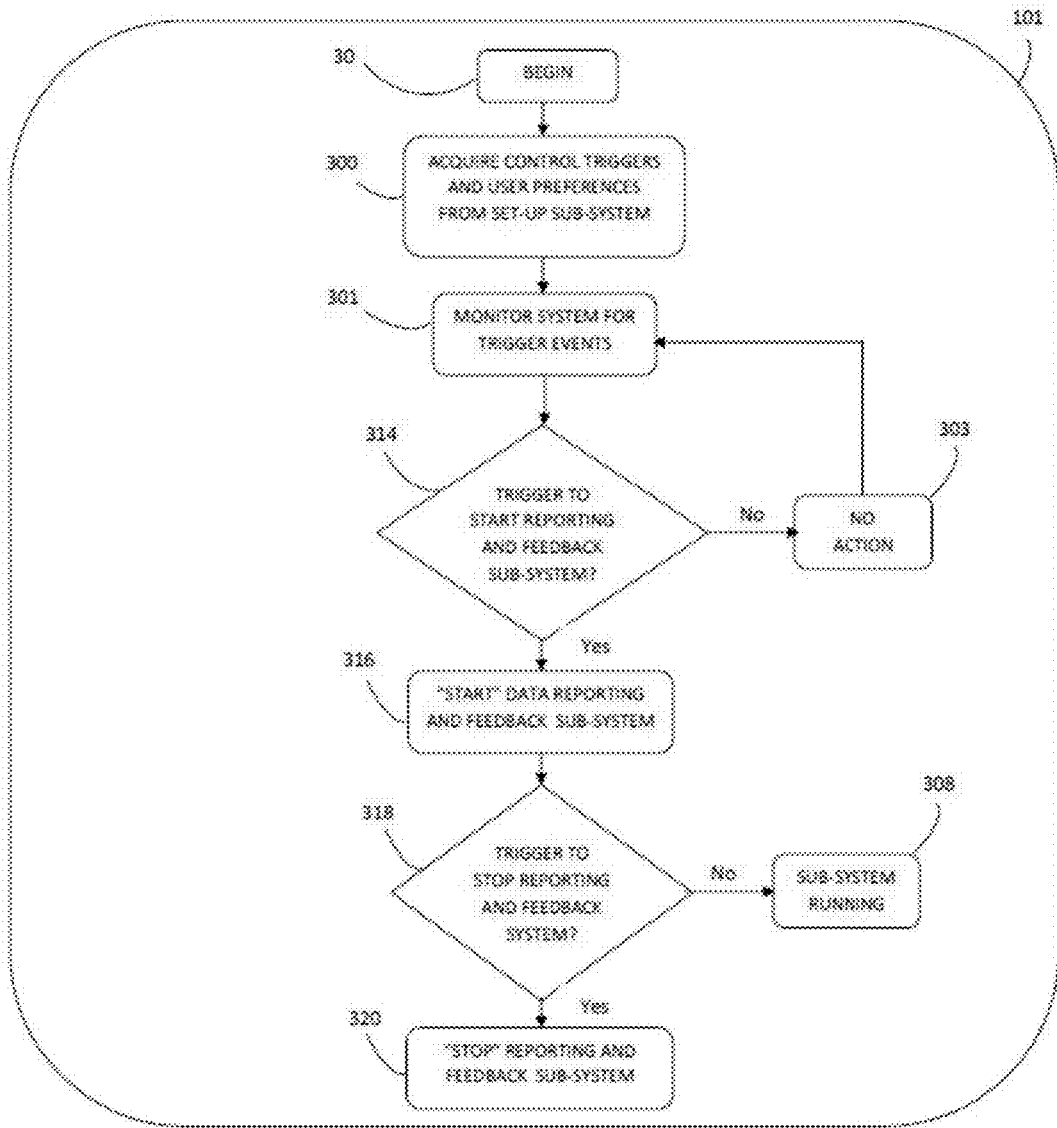 101
30
BEGIN
300
ACQUIRE CONTROL TRIGGERS
AND USER PREFERENCES
FROM SET-UP SUB-SYSTEM
301
MONITOR SYSTEM FOR
TRIGGER EVENTS
314
TRIGGER TO
START REPORTING
AND FEEDBACK
SUB-SYSTEM?
No
303
NO
ACTION
Yes
316
"START" DATA REPORTING
AND FEEDBACK SUB-SYSTEM
318
TRIGGER TO
STOP REPORTING
AND FEEDBACK
SYSTEM?
No
308
SUB-SYSTEM
RUNNING
Yes
320
"STOP" REPORTING AND
FEEDBACK SUB-SYSTEM